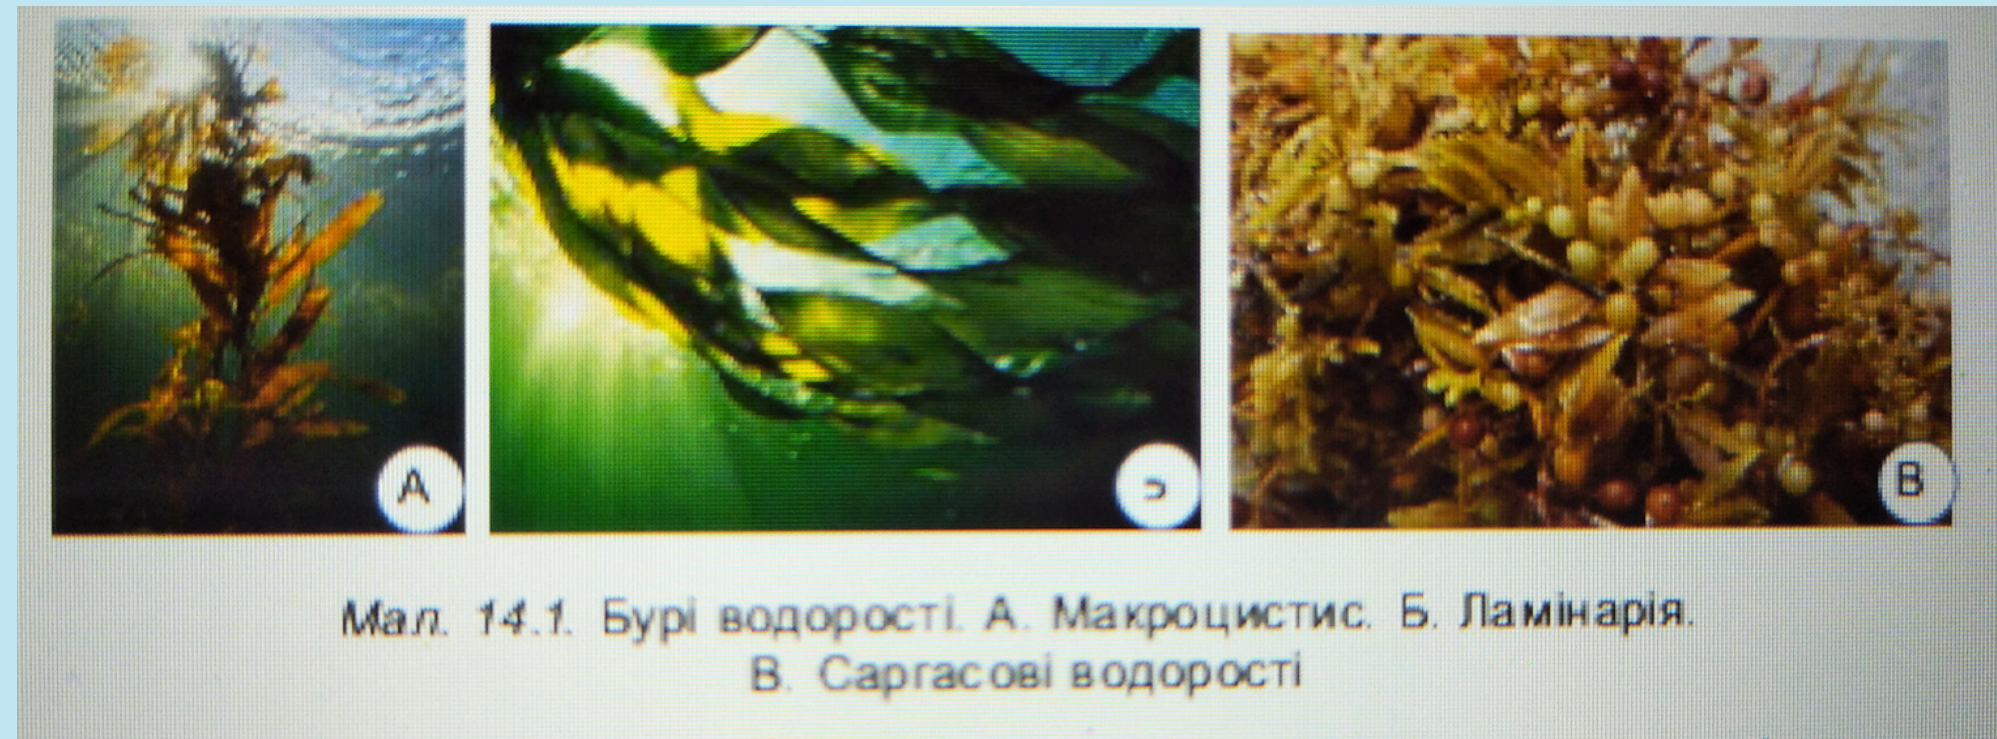 А
В
Мал. 14.1. Бурі водорості. А. Макроцистис. Б. Ламінарія.
В. Саргасові водорості